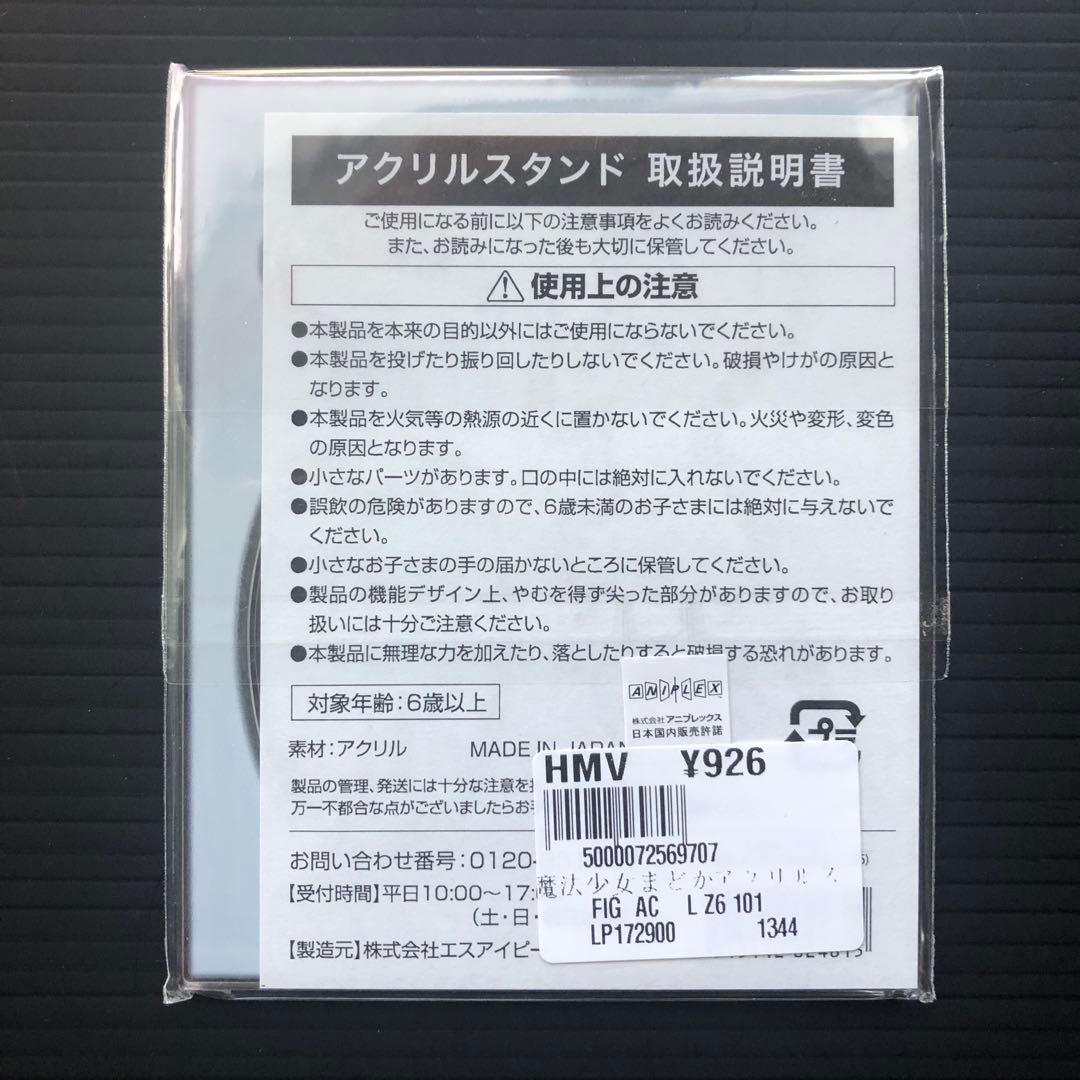 アクリルスタンド 取扱説明書
ご使用になる前に以下の注意事項をよくお読みください。
また、お読みになった後も大切に保管してください。
使用上の注意
●本製品を本来の目的以外にはご使用にならないでください。
●本製品を投げたり振り回したりしないでください。破損やけがの原因と
なります。
●本製品を火気等の熱源の近くに置かないでください。火災や変形、変色
の原因となります。
●小さなパーツがあります。口の中には絶対に入れないでください。
●誤飲の危険がありますので、6歳未満のお子さまには絶対に与えないで
ください。
●小さなお子さまの手の届かないところに保管してください。
●製品の機能デザイン上、やむを得ず尖った部分がありますので、お取り
扱いには十分ご注意ください。
●本製品に無理な力を加えたり、落としたりすると破損する恐れがあります。
ANIPLEX
株式会社アニプレックス
日本国内販売許諾
対象年齢:6歳以上
プラ
素材:アクリル MADE IN JAPAN
製品の管理、発送には十分な注意を
万一不都合な点がございましたらお
HMV ¥926
5000072569707
魔法少女まどかアクリルス
FIG AC L Z6 101
LP172900 1344
お問い合わせ番号:0120-
【受付時間】平日10:00〜17:
(土・日・
【製造元】株式会社エスアイピー